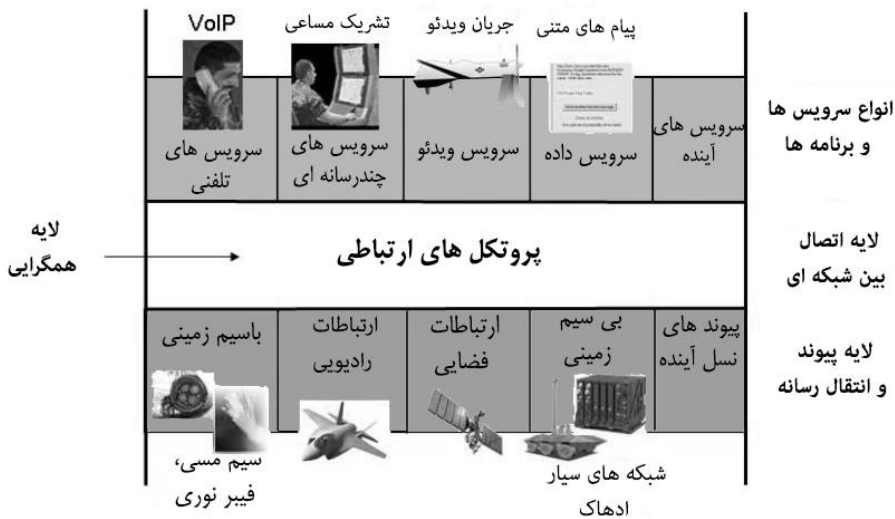 VoIP
تشریک مساعی
جریان ویدئو
پیام های متنی
سرویس های
تلفنی
سرویس های
چندرسانه ای
سرویس ویدئو
سرویس داده
سرویس های
آینده
انواع سرویس ها
و برنامه ها
لایه
همگرایی
پروتکل های ارتباطی
لایه اتصال
بین شبکه ای
باسیم زمینی
ارتباطات
رادیویی
ارتباطات
فضایی
بی سیم
زمینی
پیوند های
نسل آینده
لایه پیوند
و انتقال رسانه
سیم مسی،
فیبر نوری
شبکه های سیار
ادهاک